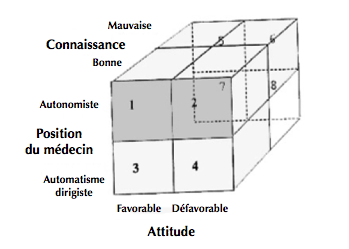 Mauvaise
Connaissance
Bonne
5
6
Autonomiste
1
2
7
8
Position
du médecin
3
4
Automatisme
dirigiste
Favorable
Défavorable
Attitude